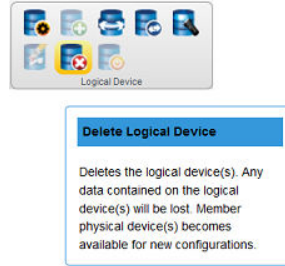 Logical Device
Delete Logical Device
Deletes the logical device(s). Any
data contained on the logical
device(s) will be lost. Member
physical device(s) becomes
available for new configurations.